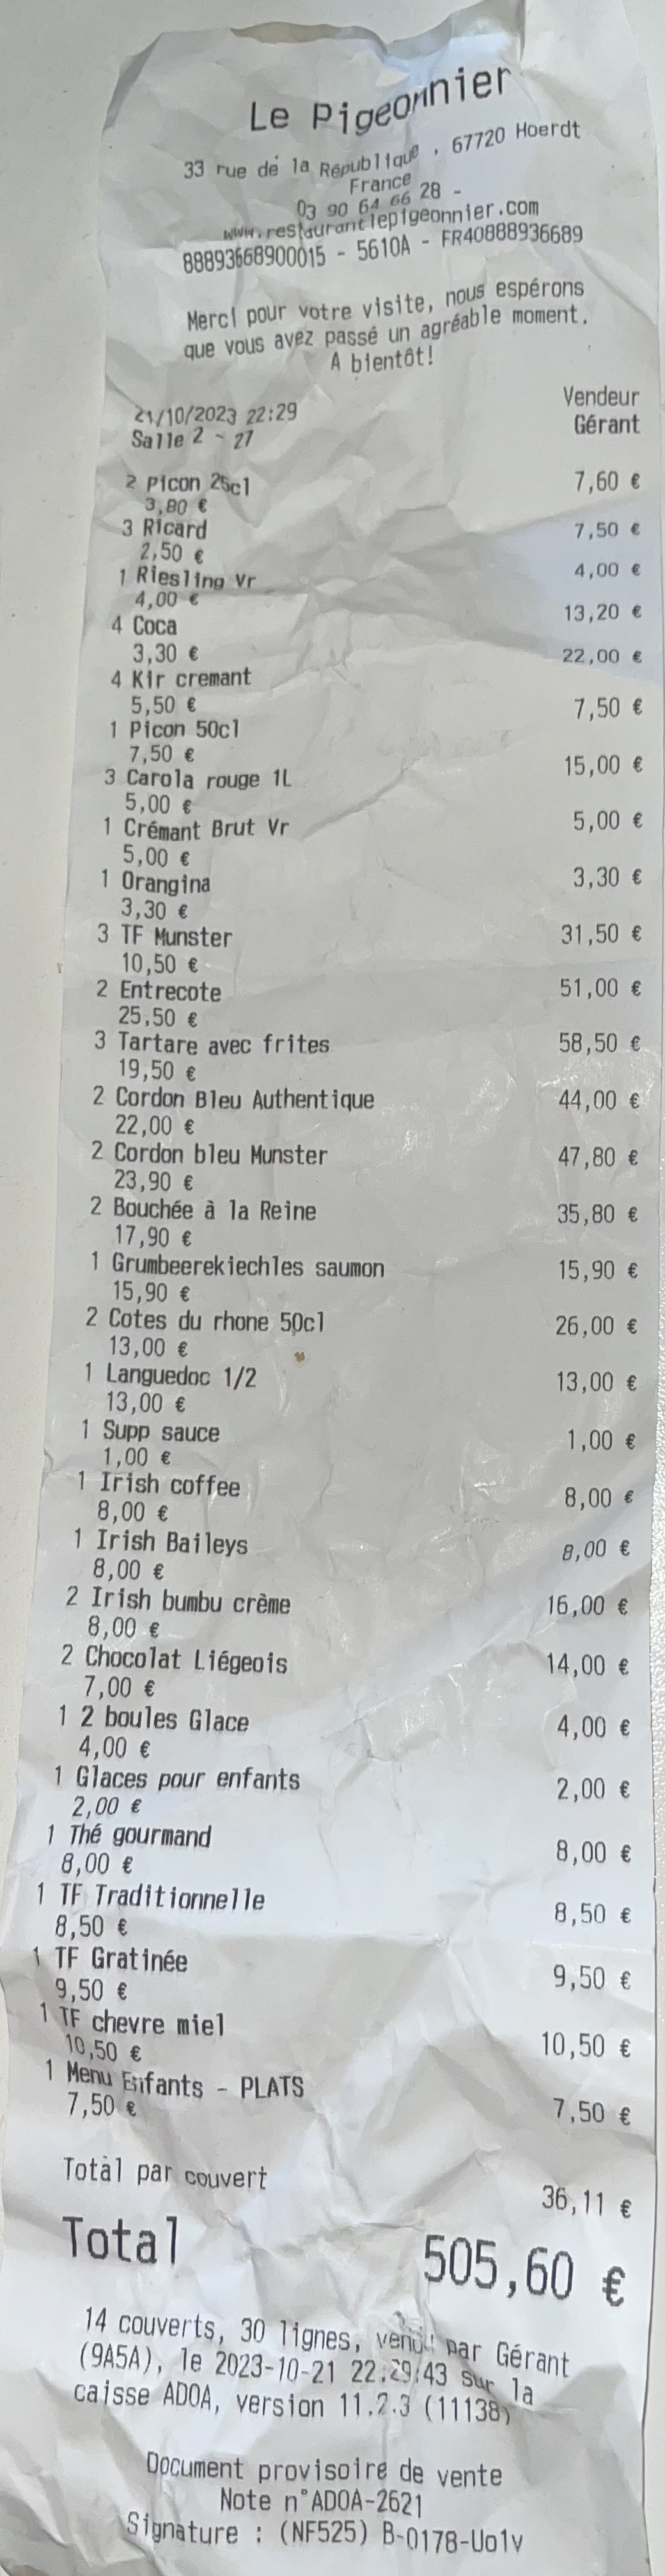 Le Pigeonnier
33 rue de la République , 67720 Hoerdt
France
03 90 64 66 28 -
www.restaurantlepigeonnier.com
88893668900015 - 5610A - FR40888936689
Merci pour votre visite, nous espérons
que vous avez passé un agréable moment.
A bientôt!
Vendeur
21/10/2023 22:29
Gérant
Salle 2 - 27
2 Picon 25cl 7,60 €
3,80 €
3 Ricard 7,50 €
2,50 €
1 Riesling Vr 4,00 €
4,00 €
4 Coca 13,20 €
3,30 €
4 Kir cremant 22,00 €
5,50 €
1 Picon 50cl 7,50 €
7,50 €
3 Carola rouge 1L 15,00 €
5,00 €
1 Crémant Brut Vr 5,00 €
5,00 €
1 Orangina 3,30 €
3,30 €
3 TF Munster 31,50 €
10,50 €
2 Entrecote 51,00 €
25,50 €
3 Tartare avec frites 58,50 €
19,50 €
2 Cordon Bleu Authentique 44,00 €
22,00 €
2 Cordon bleu Munster 47,80 €
23,90 €
2 Bouchée à la Reine 35,80 €
17,90 €
1 Grumbeerekiechles saumon 15,90 €
15,90 €
2 Cotes du rhone 50cl 26,00 €
13,00 €
1 Languedoc 1/2 13,00 €
13,00 €
1 Supp sauce 1,00 €
1,00 €
1 Irish coffee 8,00 €
8,00 €
1 Irish Baileys 8,00 €
8,00 €
2 Irish bumbu crème 16,00 €
8,00 €
2 Chocolat Liégeois 14,00 €
7,00 €
1 2 boules Glace 4,00 €
4,00 €
1 Glaces pour enfants 2,00 €
2,00 €
1 Thé gourmand 8,00 €
8,00 €
1 TF Traditionnelle 8,50 €
8,50 €
1 TF Gratinée 9,50 €
9,50 €
1 TF chevre miel 10,50 €
10,50 €
1 Menu Enfants - PLATS 7,50 €
7,50 €
Total par couvert 36,11 €
Total 505,60 €
14 couverts, 30 lignes, vendu par Gérant
(9A5A), le 2023-10-21 22:29:43 sur la
caisse ADOA, version 11.2.3 (11138)
Document provisoire de vente
Note n°ADOA-2621
Signature : (NF525) B-0178-Uo1v